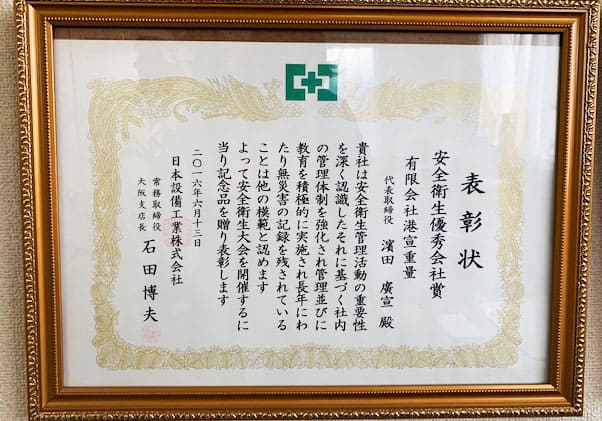 表彰状
安全衛生優秀会社賞
有限会社港宣重量
代表取締役 濱田廣宣殿
貴社は安全衛生管理活動の重要性
を深く認識したそれに基づく社内
の管理体制を強化され管理並びに
教育を積極的に実施され長年にわ
たり無災害の記録を残されている
ことは他の模範と認めます
よって安全衛生大会を開催するに
当り記念品を贈り表彰します
二〇一六年六月十三日
日本設備工業株式会社
常務取締役
大阪支店長 石田博夫